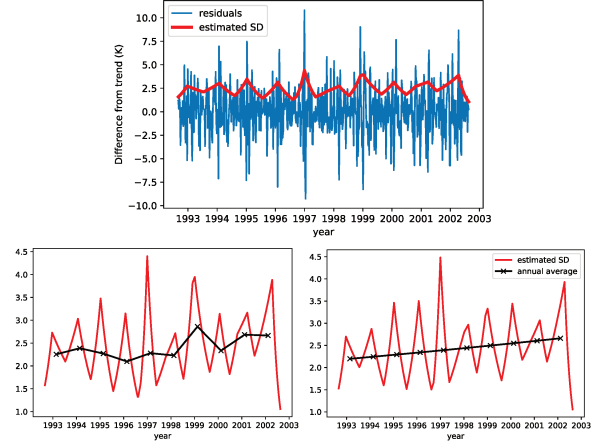 10.0
7.5
5.0
2.5
0.0
−2.5
−5.0
−7.5
−10.0
Difference from trend (K)
residuals
estimated SD
1993 1994 1995 1996 1997 1998 1999 2000 2001 2002 2003
year
4.5
4.0
3.5
3.0
2.5
2.0
1.5
1.0
1993 1994 1995 1996 1997 1998 1999 2000 2001 2002
year
4.5
4.0
3.5
3.0
2.5
2.0
1.5
1.0
estimated SD
annual average
1993 1994 1995 1996 1997 1998 1999 2000 2001 2002 2003
year